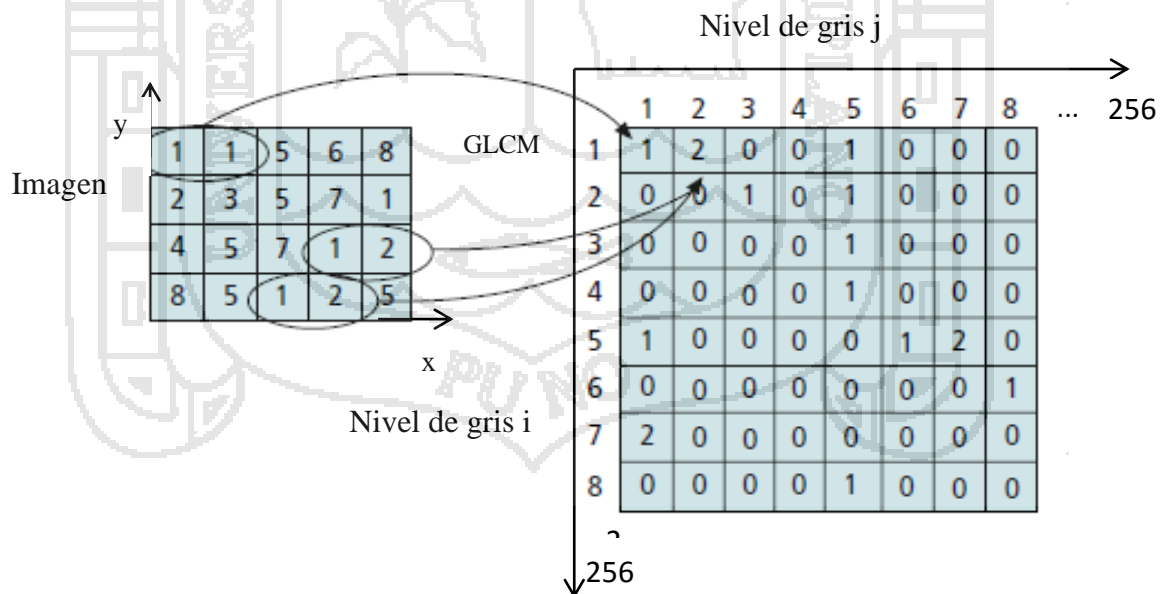 Nivel de gris j
1 2 3 4 5 6 7 8 ... 256
y
GLCM
Imagen
1 1 5 6 8
2 3 5 7 1
4 5 7 1 2
8 5 1 2 5
x
Nivel de gris i
1 1 2 0 0 1 0 0 0
2 0 0 1 0 1 0 0 0
3 0 0 0 0 1 0 0 0
4 0 0 0 0 1 0 0 0
5 1 0 0 0 0 1 2 0
6 0 0 0 0 0 0 0 1
7 2 0 0 0 0 0 0 0
8 0 0 0 0 1 0 0 0
256
PUNO